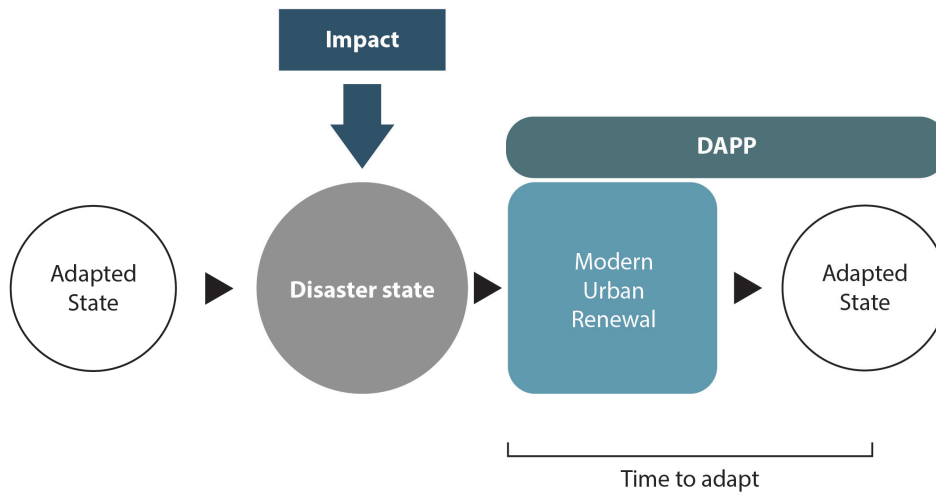 Impact
DAPP
Adapted
State
Disaster state
Modern
Urban
Renewal
Adapted
State
Time to adapt